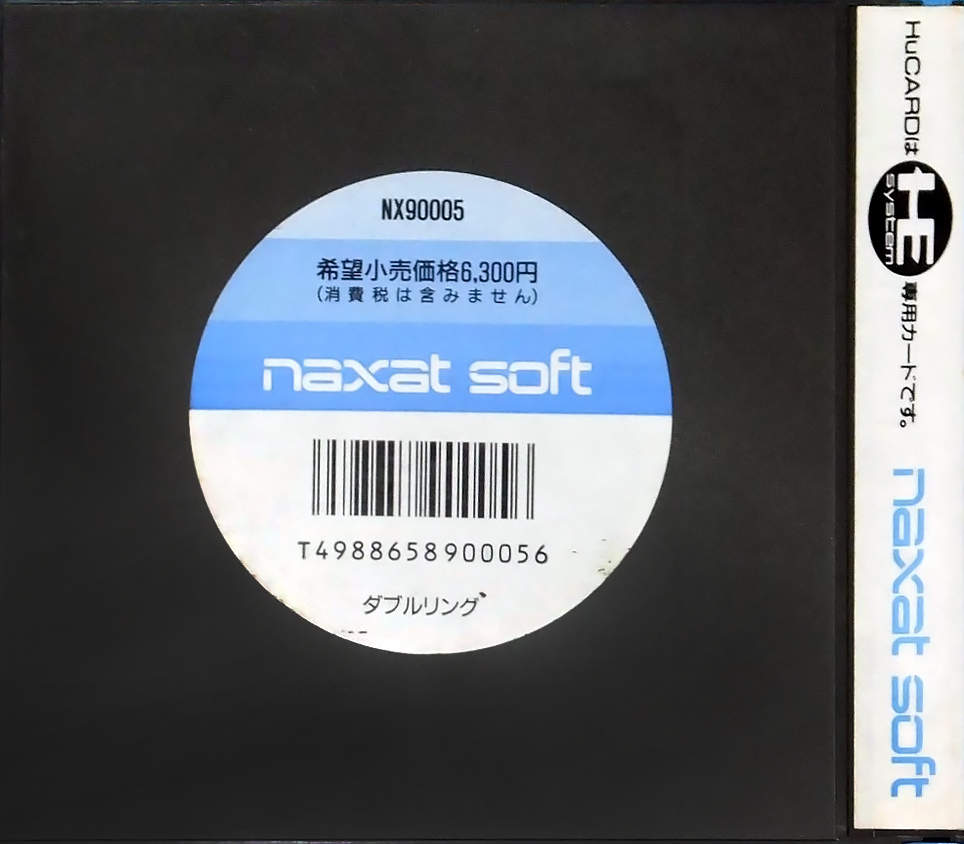 NX90005
希望小売価格6,300円
(消費税は含みません)
naxat soft
T4988658900056
ダブルリング
HuCARDは HE system 専用カードです。
naxat soft